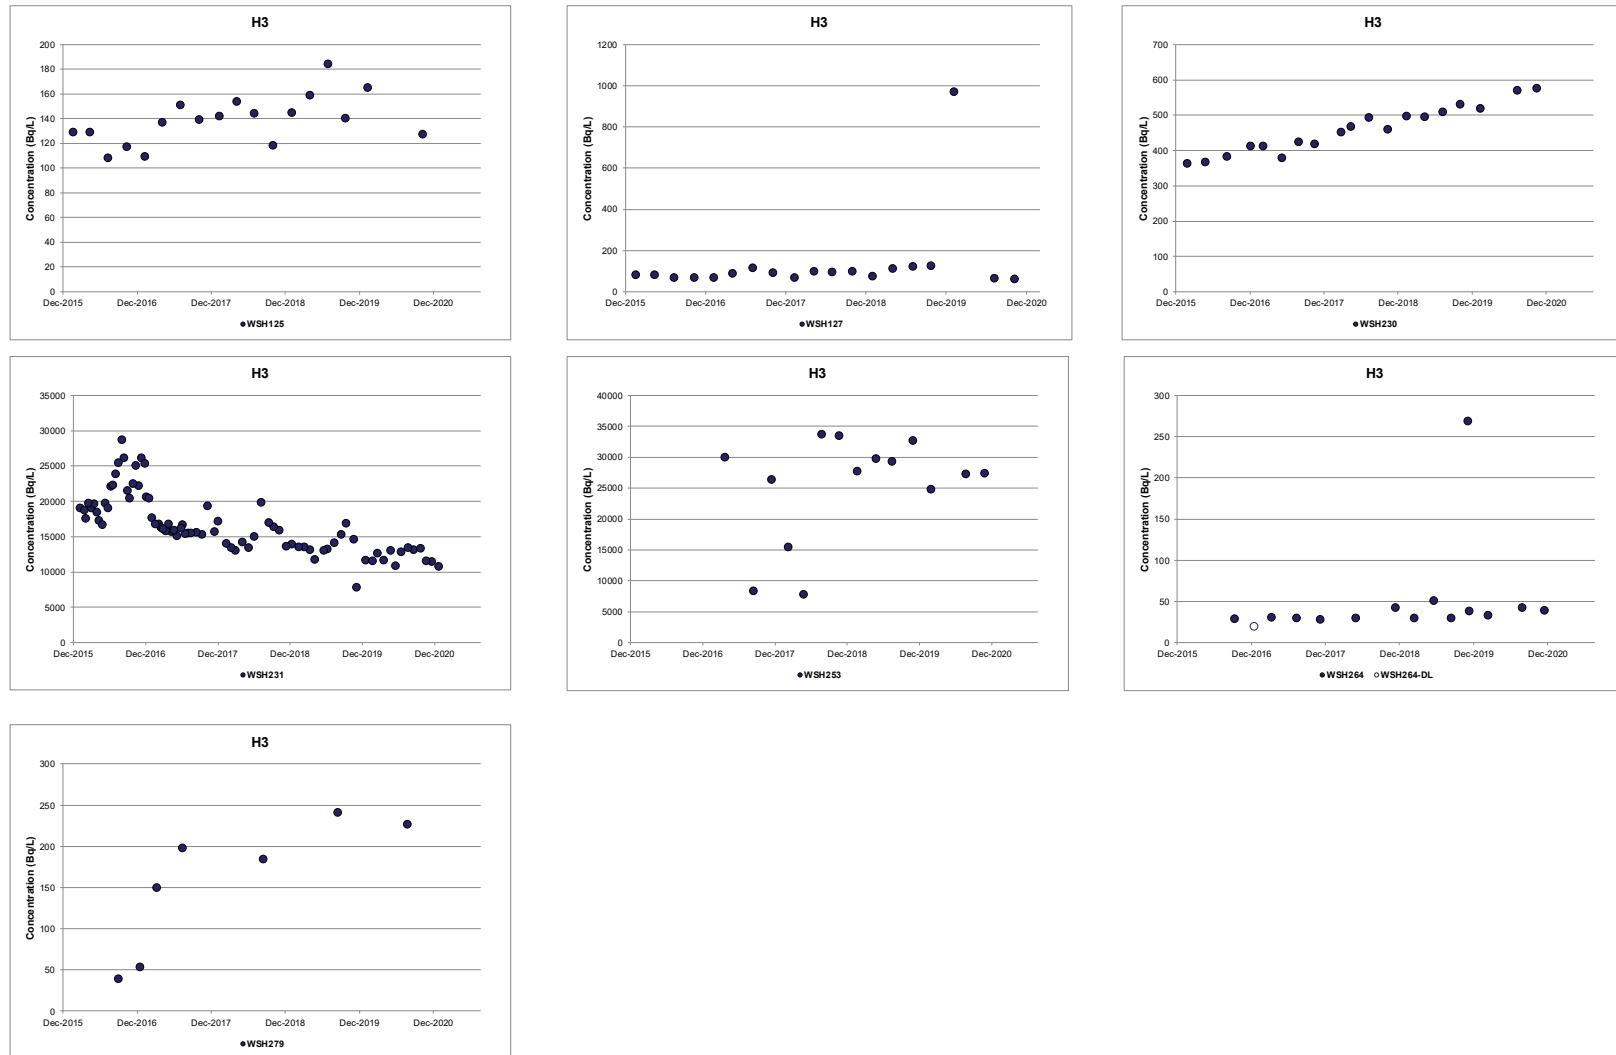 H3
200
180
160
140
120
100
80
60
40
20
0
Concentration (Bq/L)
Dec-2015 Dec-2016 Dec-2017 Dec-2018 Dec-2019 Dec-2020
WSH125
H3
1200
1000
800
600
400
200
0
Concentration (Bq/L)
Dec-2015 Dec-2016 Dec-2017 Dec-2018 Dec-2019 Dec-2020
WSH127
H3
700
600
500
400
300
200
100
0
Concentration (Bq/L)
Dec-2015 Dec-2016 Dec-2017 Dec-2018 Dec-2019 Dec-2020
WSH230
H3
35000
30000
25000
20000
15000
10000
5000
0
Concentration (Bq/L)
Dec-2015 Dec-2016 Dec-2017 Dec-2018 Dec-2019 Dec-2020
WSH231
H3
40000
35000
30000
25000
20000
15000
10000
5000
0
Concentration (Bq/L)
Dec-2015 Dec-2016 Dec-2017 Dec-2018 Dec-2019 Dec-2020
WSH253
H3
300
250
200
150
100
50
0
Concentration (Bq/L)
Dec-2015 Dec-2016 Dec-2017 Dec-2018 Dec-2019 Dec-2020
WSH264 WSH264-DL
H3
300
250
200
150
100
50
0
Concentration (Bq/L)
Dec-2015 Dec-2016 Dec-2017 Dec-2018 Dec-2019 Dec-2020
WSH279